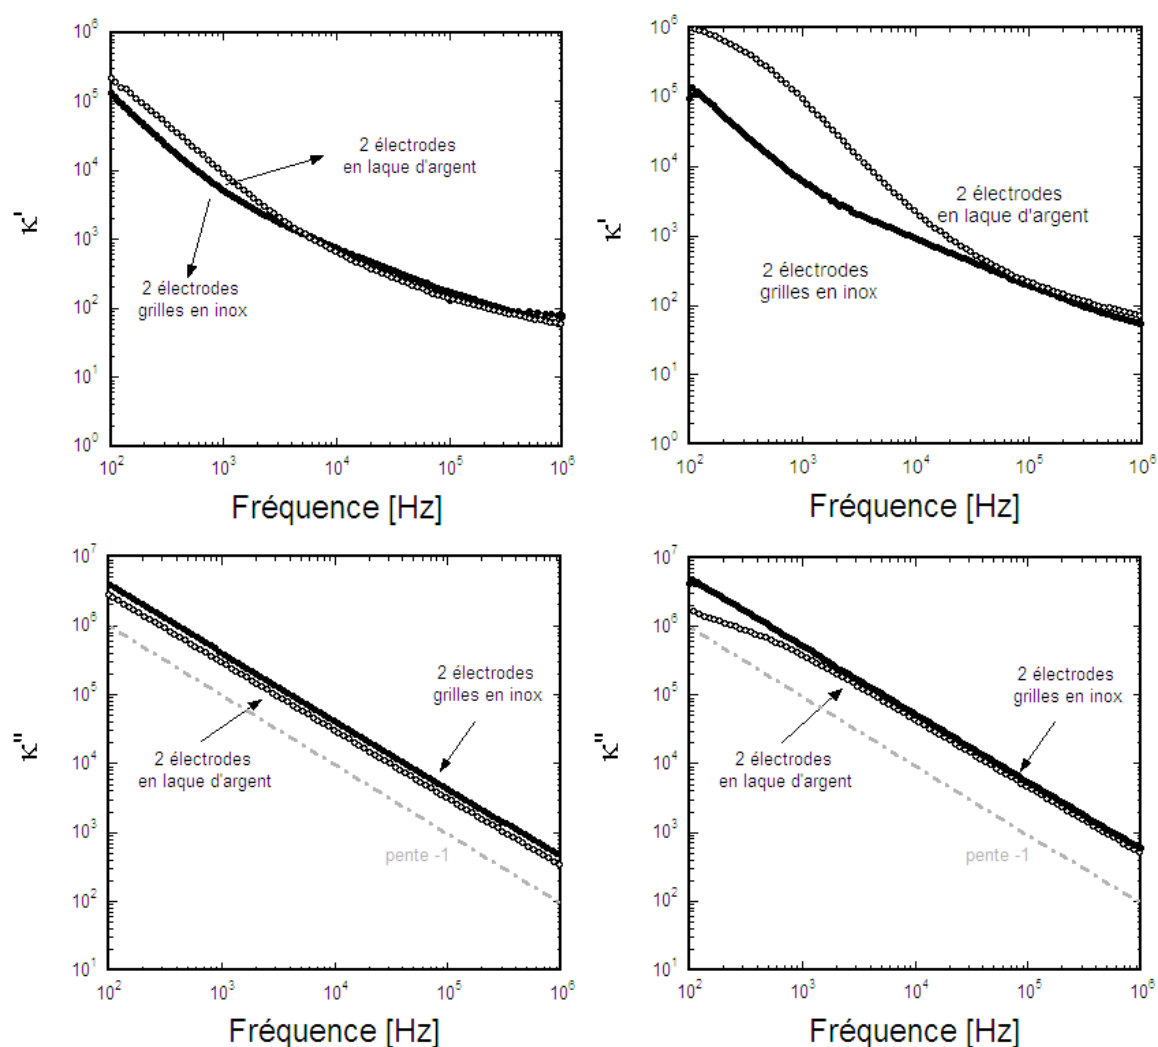 10⁶
10⁵
10⁴
10³
10²
10¹
10⁰
κ'
2 électrodes
en laque d'argent
2 électrodes
grilles en inox
10² 10³ 10⁴ 10⁵ 10⁶
Fréquence [Hz]
10⁶
10⁵
10⁴
10³
10²
10¹
10⁰
κ'
2 électrodes
en laque d'argent
2 électrodes
grilles en inox
10² 10³ 10⁴ 10⁵ 10⁶
Fréquence [Hz]
10⁷
10⁶
10⁵
10⁴
10³
10²
10¹
κ"
2 électrodes
grilles en inox
2 électrodes
en laque d'argent
pente -1
10² 10³ 10⁴ 10⁵ 10⁶
Fréquence [Hz]
10⁷
10⁶
10⁵
10⁴
10³
10²
10¹
κ"
2 électrodes
grilles en inox
2 électrodes
en laque d'argent
pente -1
10² 10³ 10⁴ 10⁵ 10⁶
Fréquence [Hz]